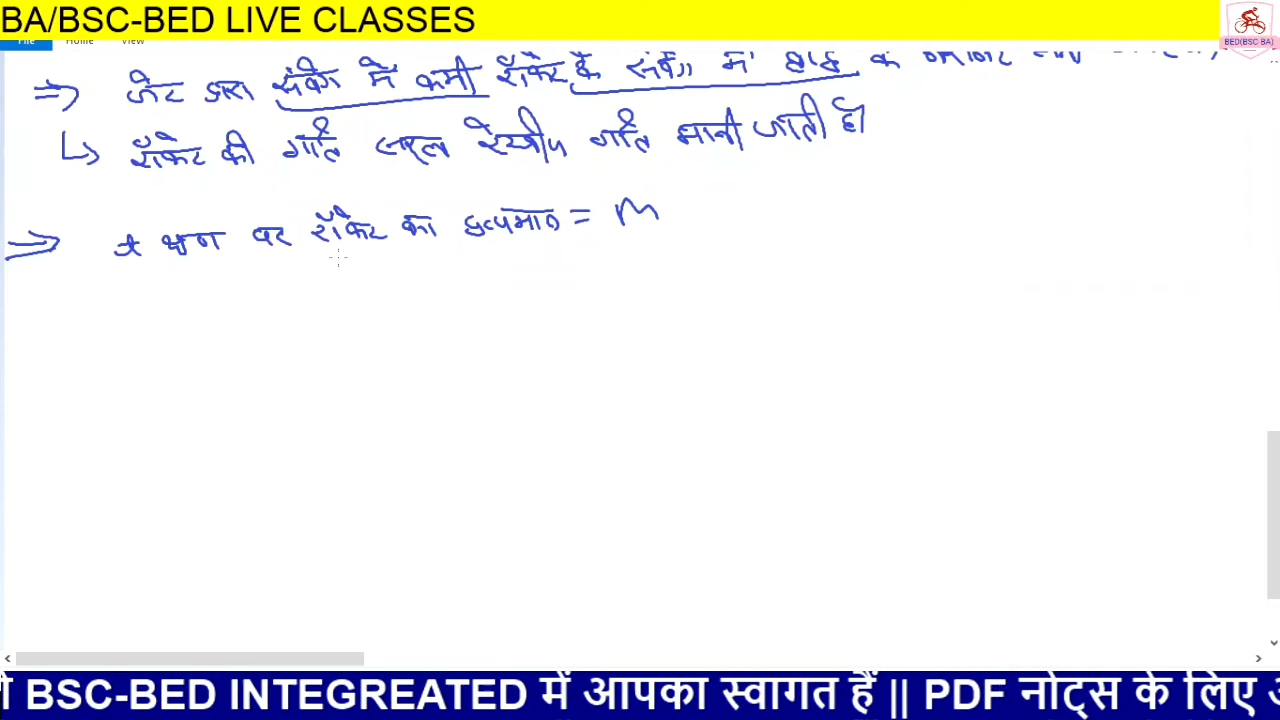 BA/BSC-BED LIVE CLASSES
BED(BSC BA)
File Home View
⇒ जेट द्वारा संवेग में कमी रॉकेट के संवेग में वृद्धि के
↳ रॉकेट की गति सरल रेखीय गति मानी जाती है।
⇒ t क्षण पर रॉकेट का द्रव्यमान = M
BSC-BED INTEGREATED में आपका स्वागत हैं || PDF नोट्स के लिए